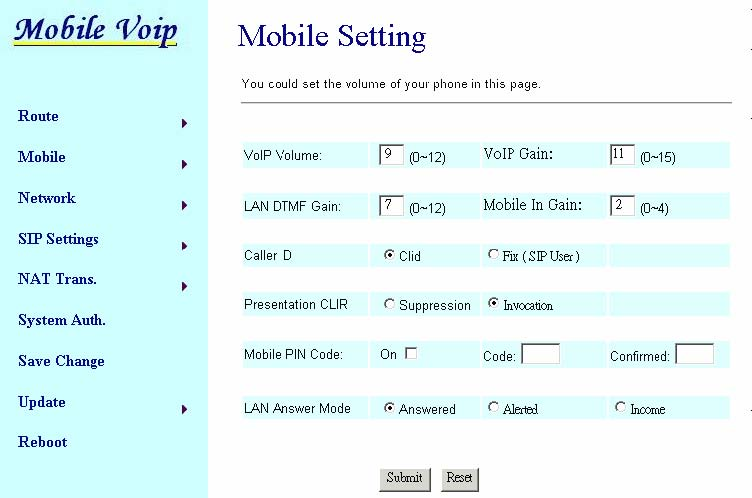 Mobile Voip
Route
Mobile
Network
SIP Settings
NAT Trans.
System Auth.
Save Change
Update
Reboot
Mobile Setting
You could set the volume of your phone in this page.
VoIP Volume: 9 (0~12) VoIP Gain: 11 (0~15)
LAN DTMF Gain: 7 (0~12) Mobile In Gain: 2 (0~4)
Caller D Clid Fix ( SIP User )
Presentation CLIR Suppression Invocation
Mobile PIN Code: On Code: Confirmed:
LAN Answer Mode Answered Alerted Income
Submit Reset